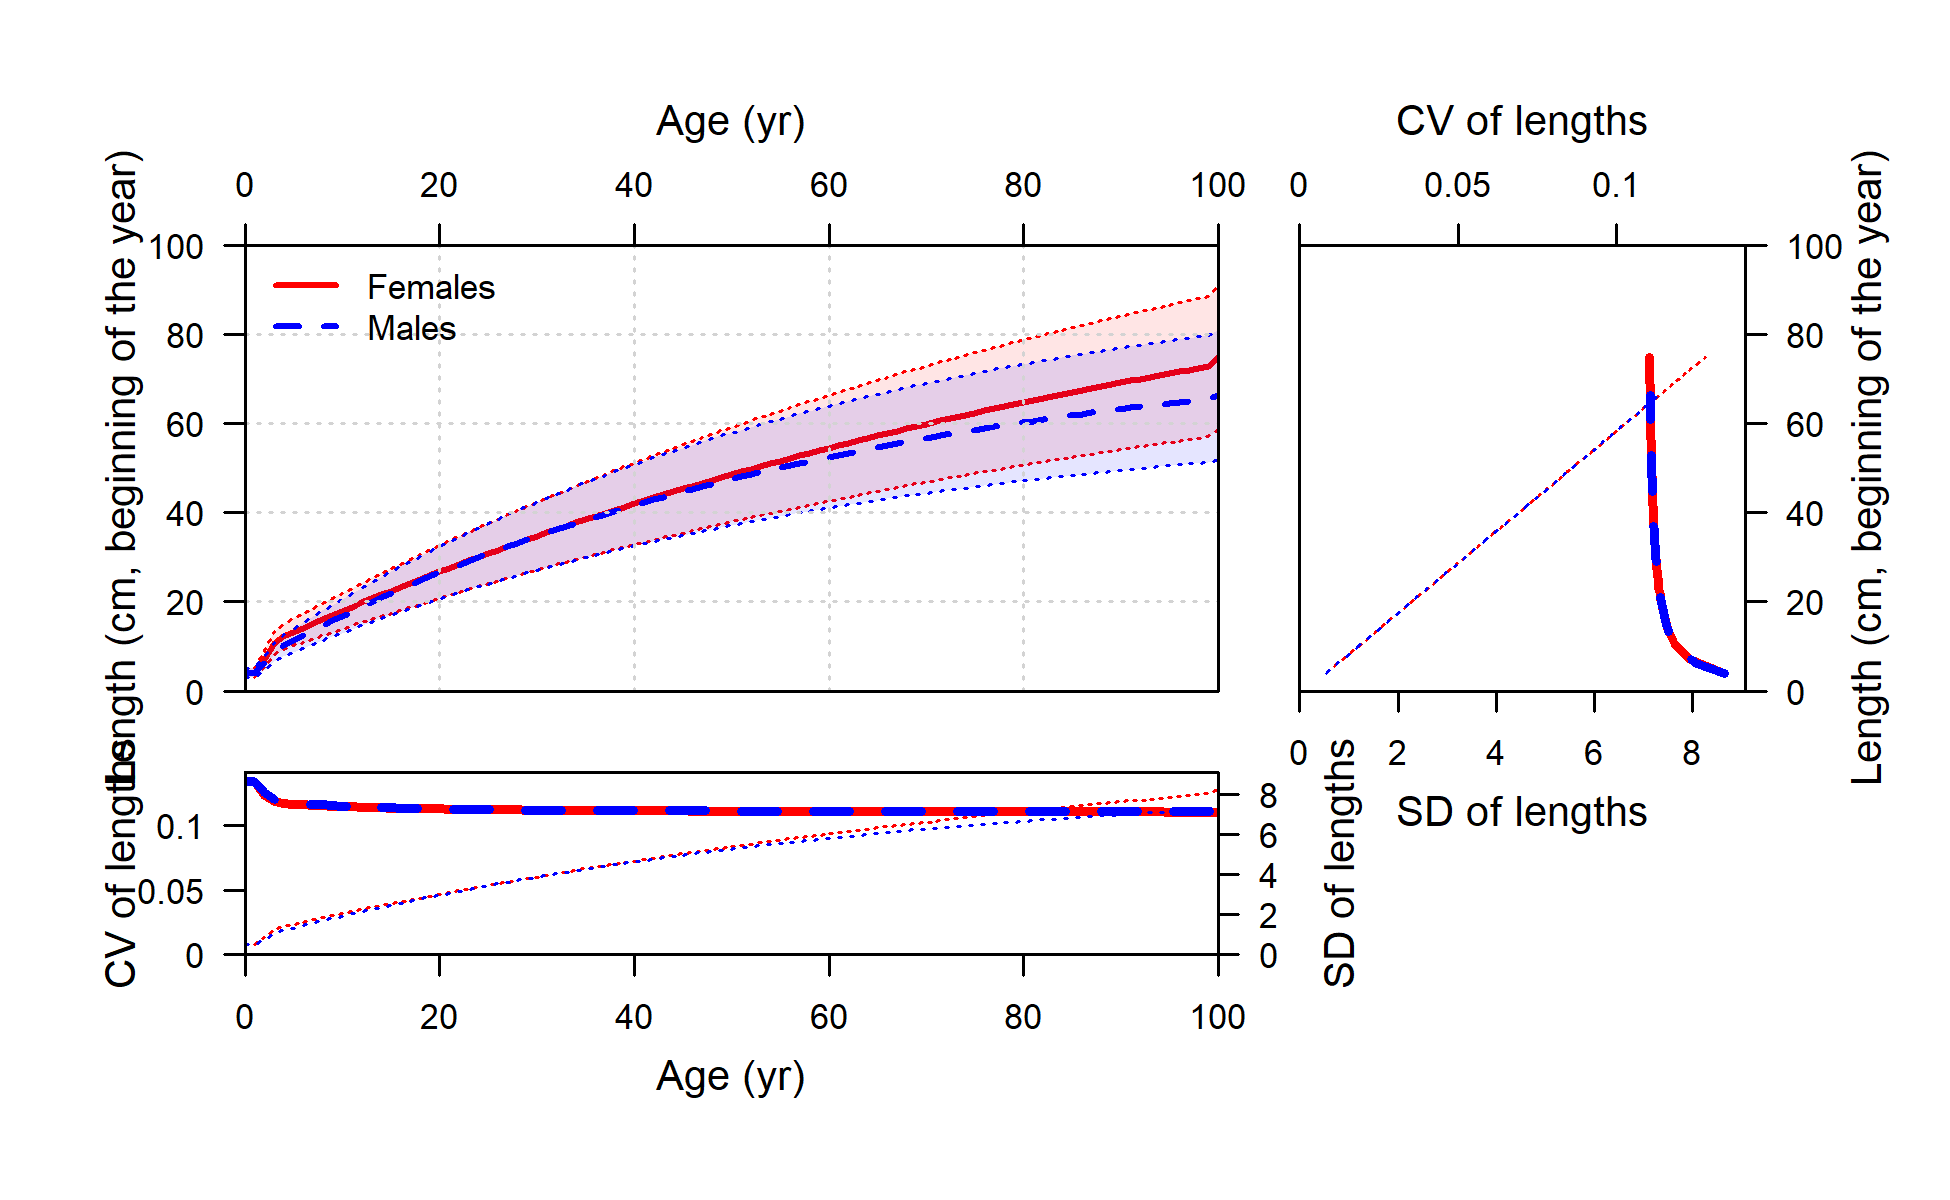 Age (yr)
CV of lengths
0 20 40 60 80 100
0 0.05 0.1
Length (cm, beginning of the year)
100
80
60
40
20
0
Females
Males
100
80
60
40
20
0
Length (cm, beginning of the year)
0 2 4 6 8
SD of lengths
CV of lengths
0.1
0.05
0
8
6
4
2
0
SD of lengths
0 20 40 60 80 100
Age (yr)